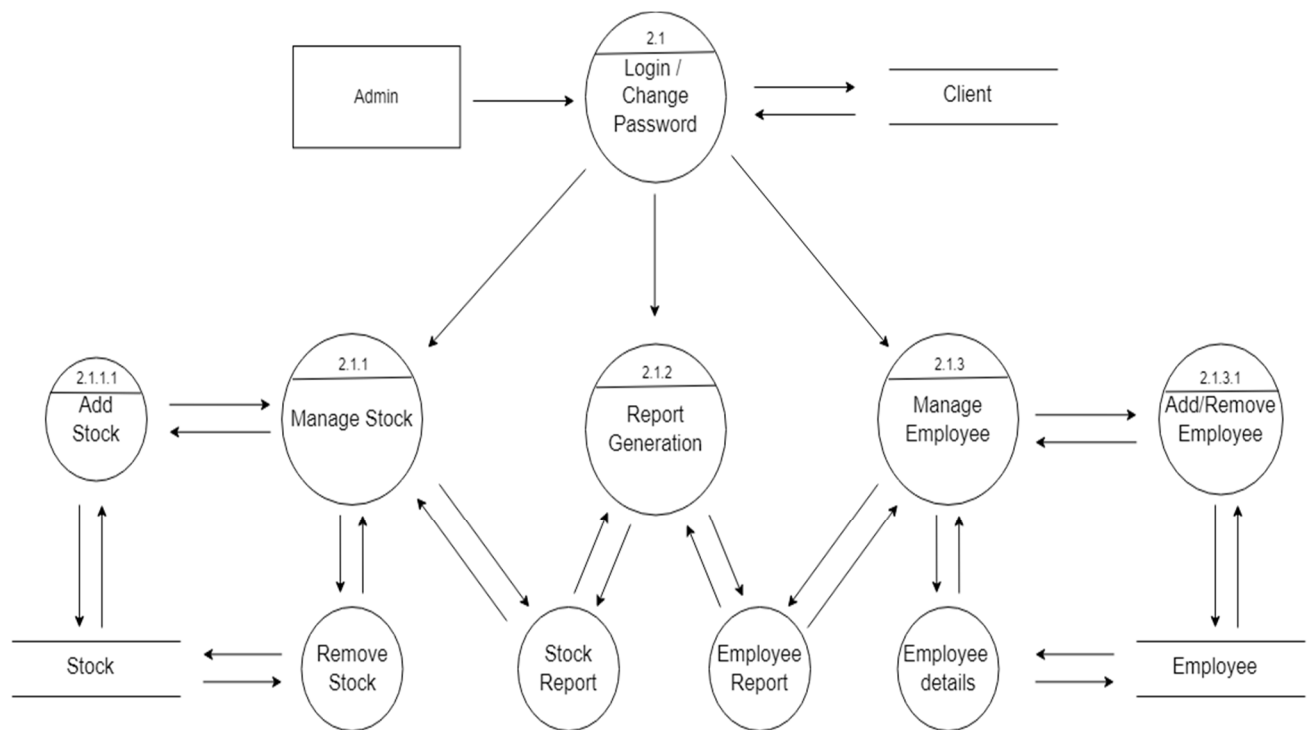 2.1
Login /
Change
Password
Admin
Client
2.1.1.1
Add
Stock
2.1.1
Manage Stock
2.1.2
Report
Generation
2.1.3
Manage
Employee
2.1.3.1
Add/Remove
Employee
Stock
Remove
Stock
Stock
Report
Employee
Report
Employee
details
Employee